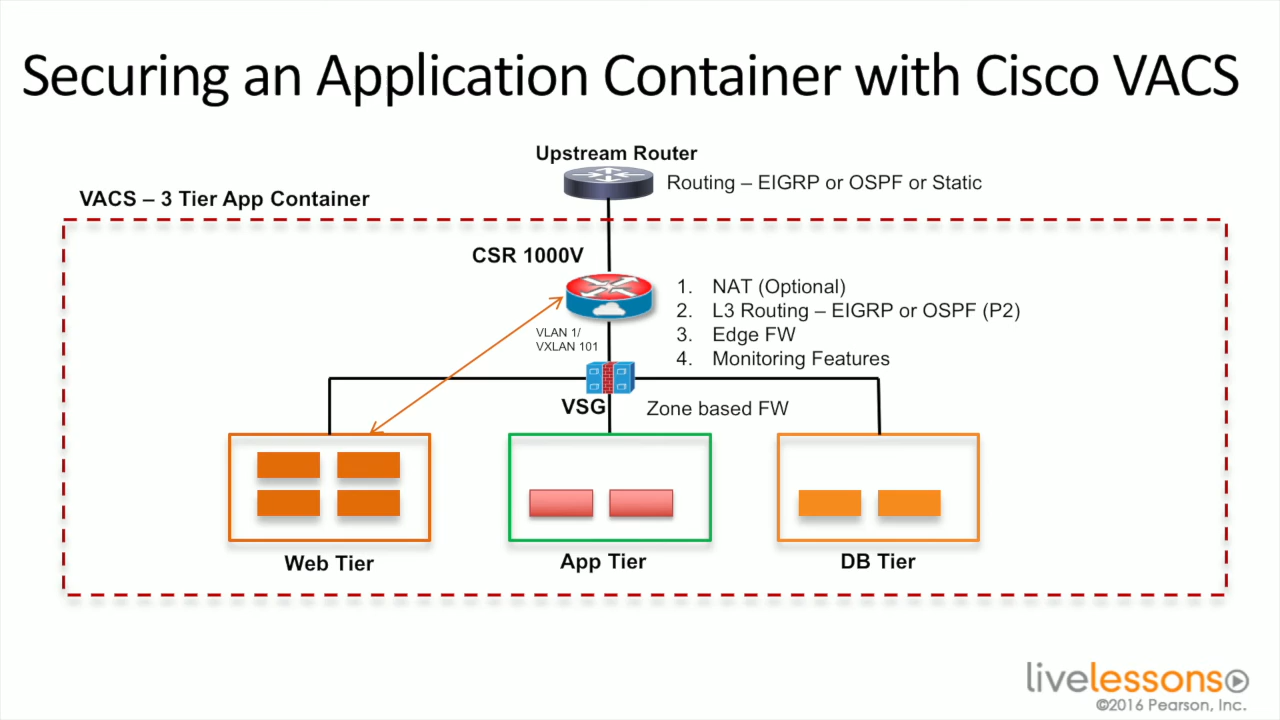 Securing an Application Container with Cisco VACS
Upstream Router
Routing – EIGRP or OSPF or Static
VACS – 3 Tier App Container
CSR 1000V
1. NAT (Optional)
2. L3 Routing – EIGRP or OSPF (P2)
3. Edge FW
4. Monitoring Features
VLAN 1/
VXLAN 101
VSG
Zone based FW
Web Tier
App Tier
DB Tier
livelessons
©2016 Pearson, Inc.